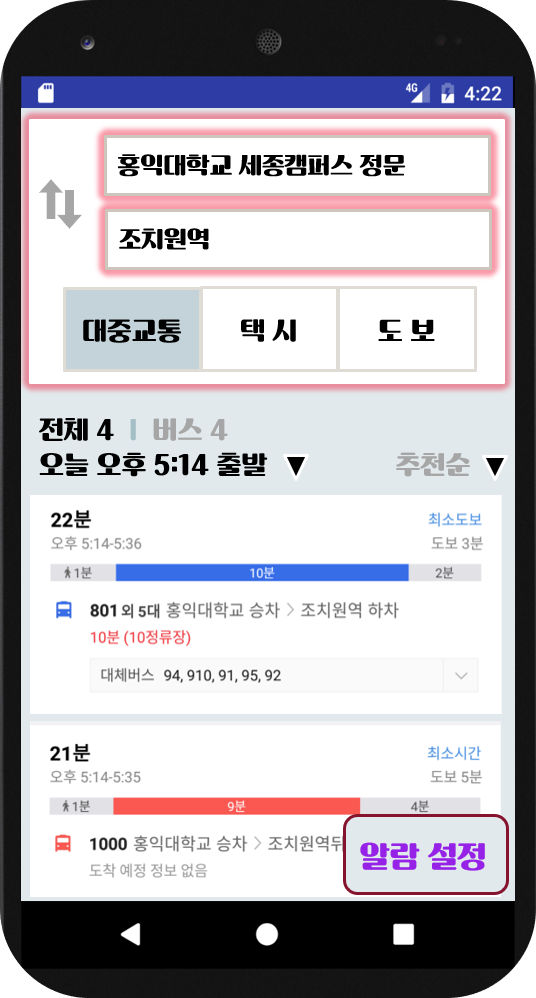 4G 4:22
홍익대학교 세종캠퍼스 정문
조치원역
대중교통 택 시 도 보
전체 4 버스 4
오늘 오후 5:14 출발 ▼ 추천순 ▼
22분 최소도보
오후 5:14-5:36 도보 3분
1분 10분 2분
801 외 5대 홍익대학교 승차 > 조치원역 하차
10분 (10정류장)
대체버스 94, 910, 91, 95, 92
21분 최소시간
오후 5:14-5:35 도보 5분
1분 9분 4분
1000 홍익대학교 승차 > 조치원역뒤
도착 예정 정보 없음
알람 설정